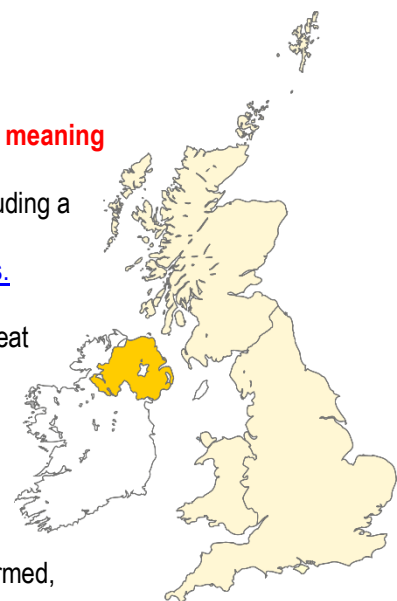 meaning
uding a
s.
eat
rmed,